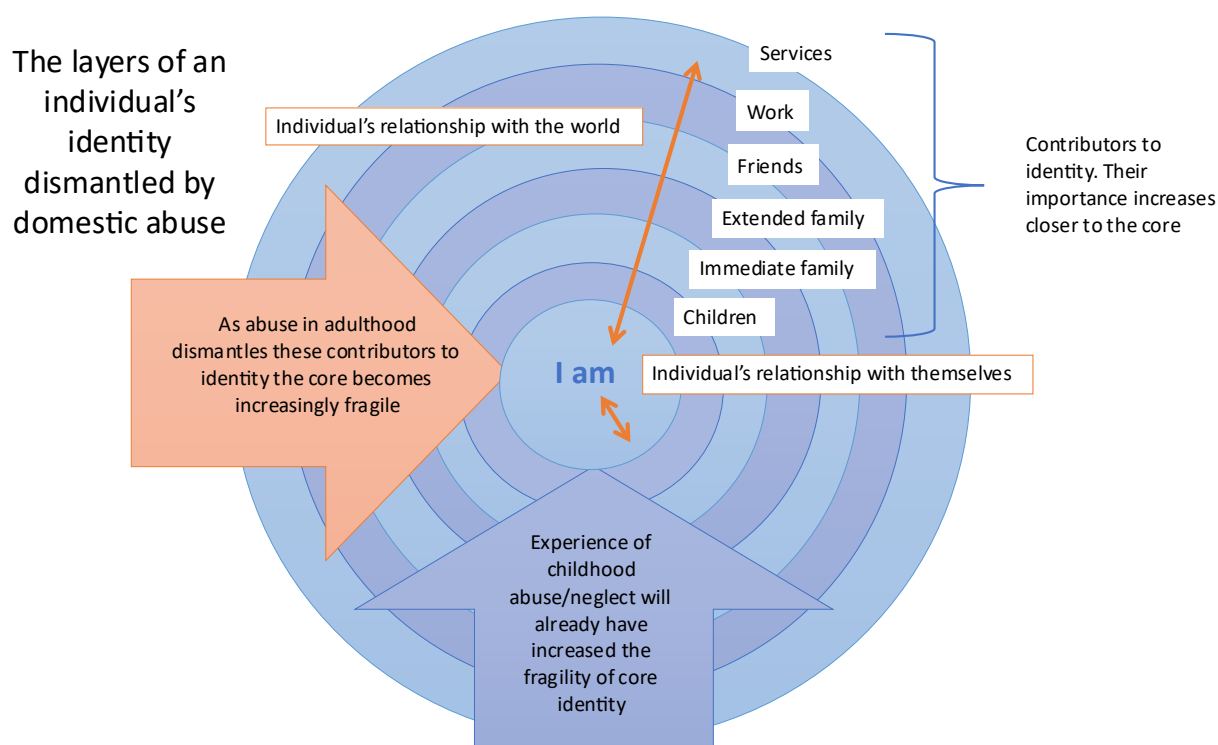 The layers of an
individual's
identity
dismantled by
domestic abuse
Individual's relationship with the world
Services
Work
Friends
Extended family
Immediate family
Children
Contributors to
identity. Their
importance increases
closer to the core
As abuse in adulthood
dismantles these contributors to
identity the core becomes
increasingly fragile
I am
Individual's relationship with themselves
Experience of
childhood
abuse/neglect will
already have
increased the
fragility of core
identity